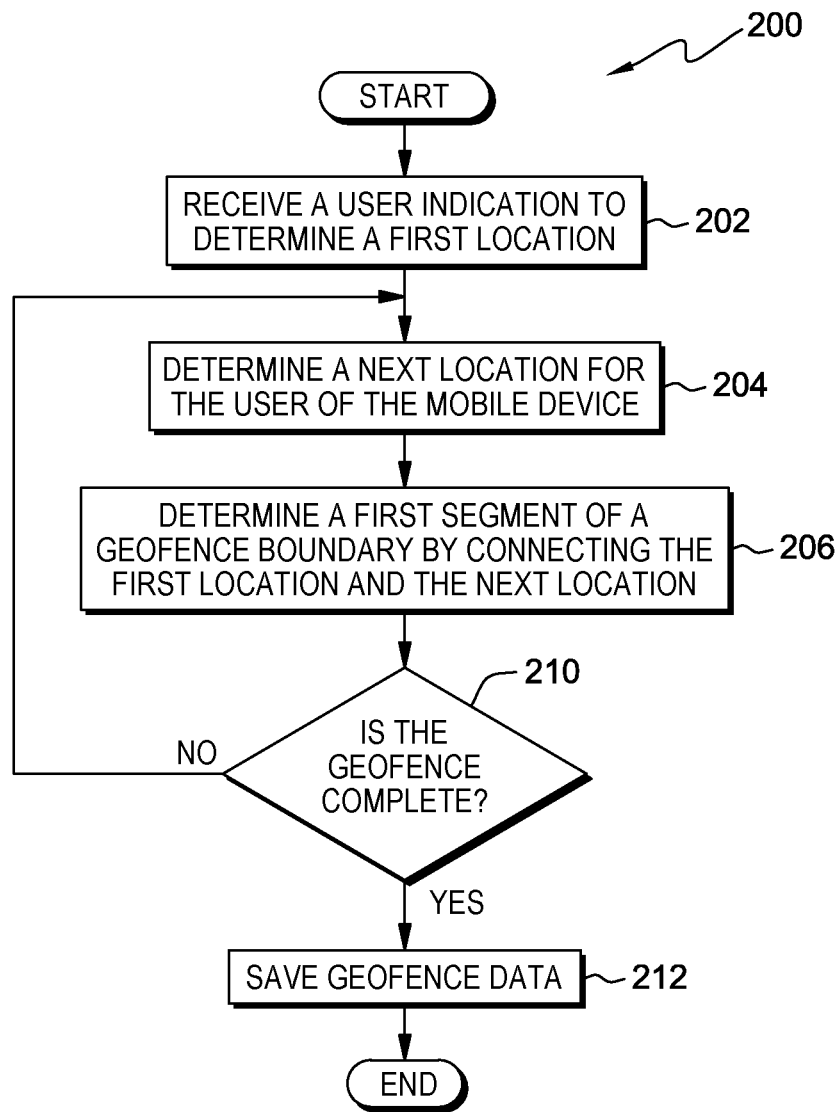 200
START
RECEIVE A USER INDICATION TO
DETERMINE A FIRST LOCATION
202
DETERMINE A NEXT LOCATION FOR
THE USER OF THE MOBILE DEVICE
204
DETERMINE A FIRST SEGMENT OF A
GEOFENCE BOUNDARY BY CONNECTING THE
FIRST LOCATION AND THE NEXT LOCATION
206
210
IS THE
GEOFENCE
COMPLETE?
NO
YES
SAVE GEOFENCE DATA
212
END